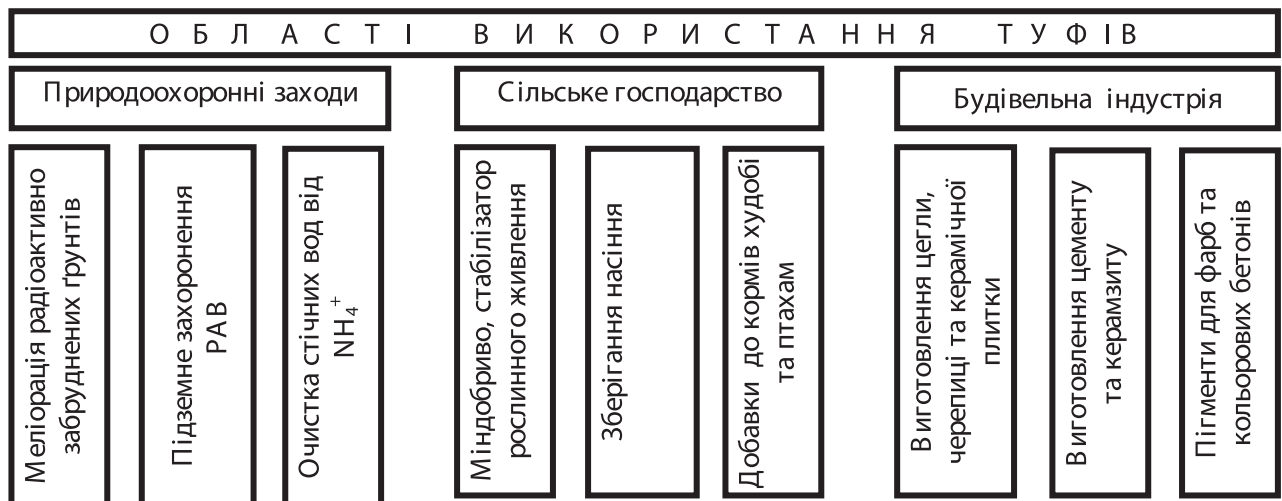 ОБЛАСТІ ВИКОРИСТАННЯ ТУФІВ
Природоохоронні заходи
Сільське господарство
Будівельна індустрія
Меліорація радіоактивно
забруднених ґрунтів
Підземне захоронення
РАВ
Очистка стічних вод від
NH₄⁺
Міндобриво, стабілізатор
рослинного живлення
Зберігання насіння
Добавки до кормів худобі
та птахам
Виготовлення цегли,
черепиці та керамічної
плитки
Виготовлення цементу
та керамзиту
Пігменти для фарб та
кольорових бетонів